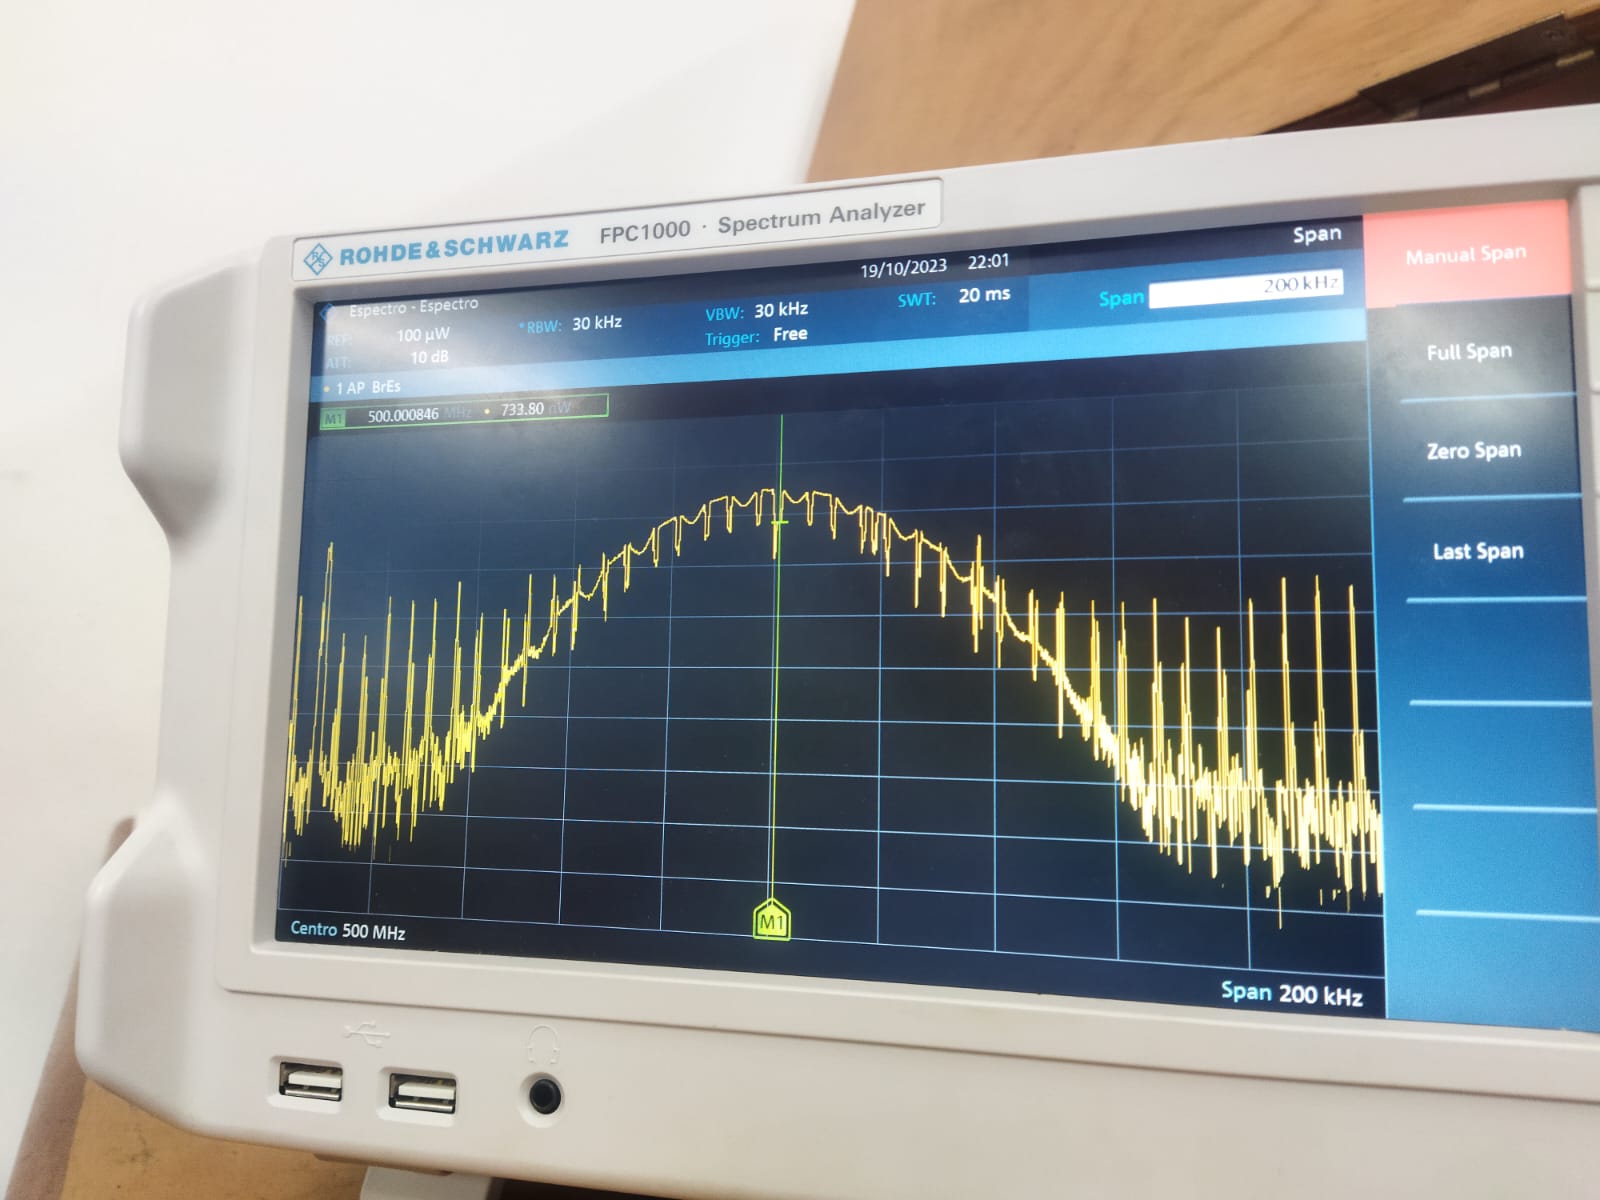 ROHDE&SCHWARZ FPC1000 · Spectrum Analyzer
19/10/2023 22:01 Span
Manual Span
Espectro - Espectro
REF: 100 µW *RBW: 30 kHz VBW: 30 kHz SWT: 20 ms Span 200 kHz
ATT: 10 dB Trigger: Free
1 AP BrEs
M1 500.000846 MHz • 733.80 nW
Full Span
Zero Span
Last Span
M1
Centro 500 MHz
Span 200 kHz